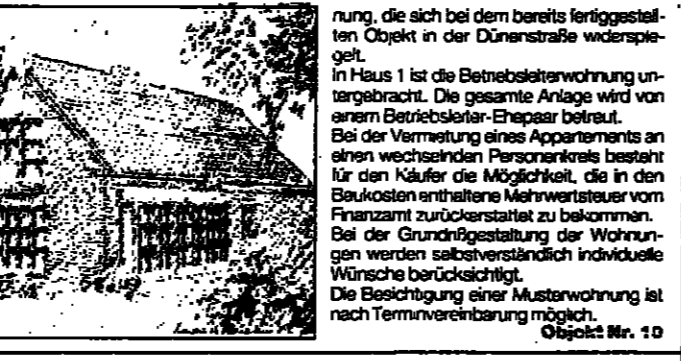 nung, die sich bei dem bereits fertiggestell-
ten Objekt in der Dünenstraße widerspie-
gelt.
In Haus 1 ist die Betriebsleiterwohnung un-
tergebracht. Die gesamte Anlage wird von
einem Betriebsleiter-Ehepaar betreut.
Bei der Vermietung eines Appartements an
einen wechselnden Personenkreis besteht
für den Käufer die Möglichkeit, die in den
Baukosten enthaltene Mehrwertsteuer vom
Finanzamt zurückerstattet zu bekommen.
Bei der Grundrißgestaltung der Wohnun-
gen werden selbstverständlich individuelle
Wünsche berücksichtigt.
Die Besichtigung einer Musterwohnung ist
nach Terminvereinbarung möglich.
Objekt Nr. 10